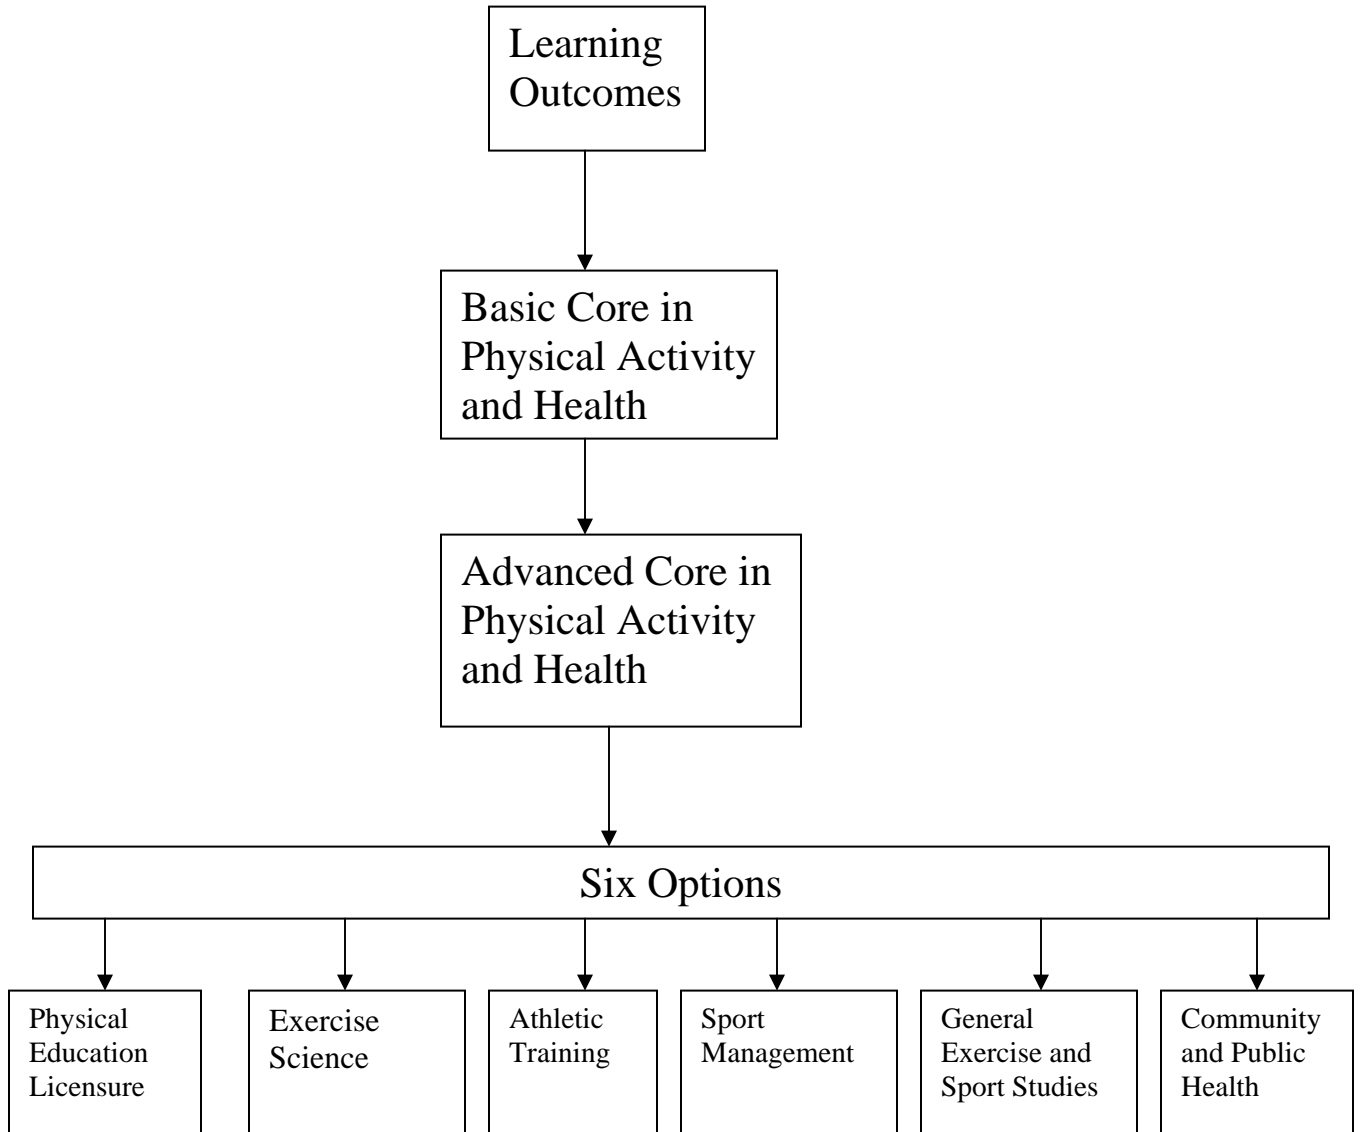 Learning
Outcomes
Basic Core in
Physical Activity
and Health
Advanced Core in
Physical Activity
and Health
Six Options
Physical
Education
Licensure
Exercise
Science
Athletic
Training
Sport
Management
General
Exercise and
Sport Studies
Community
and Public
Health